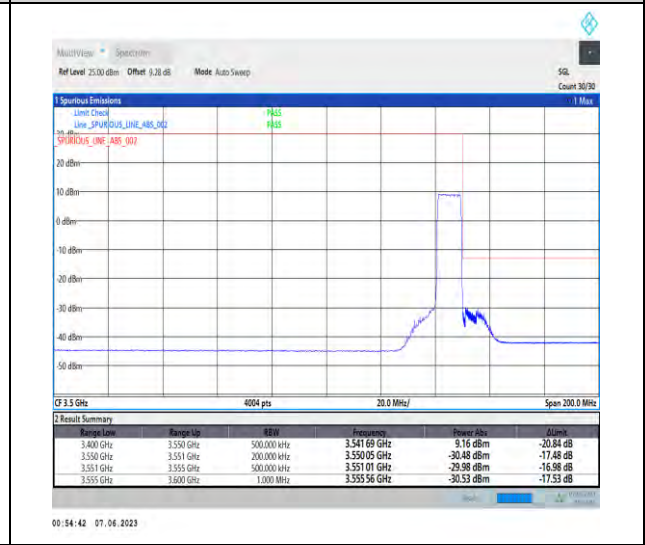 MultiView Spectrum
Ref Level 25.00 dBm Offset 9.28 dB Mode Auto Sweep SGL
Count 30/30
1 Spurious Emissions 1 Max
Limit Check PASS
Line _SPURIOUS_LINE_ABS_002 PASS
_SPURIOUS_LINE_ABS_002
20 dBm
10 dBm
0 dBm
-10 dBm
-20 dBm
-30 dBm
-40 dBm
-50 dBm
CF 3.5 GHz 4004 pts 20.0 MHz/ Span 200.0 MHz
2 Result Summary
Range Low Range Up RBW Frequency Power Abs ΔLimit
3.400 GHz 3.550 GHz 500.000 kHz 3.541 69 GHz 9.16 dBm -20.84 dB
3.550 GHz 3.551 GHz 200.000 kHz 3.550 05 GHz -30.48 dBm -17.48 dB
3.551 GHz 3.555 GHz 500.000 kHz 3.551 01 GHz -29.98 dBm -16.98 dB
3.555 GHz 3.600 GHz 1.000 MHz 3.555 56 GHz -30.53 dBm -17.53 dB
00:54:42 07.06.2023